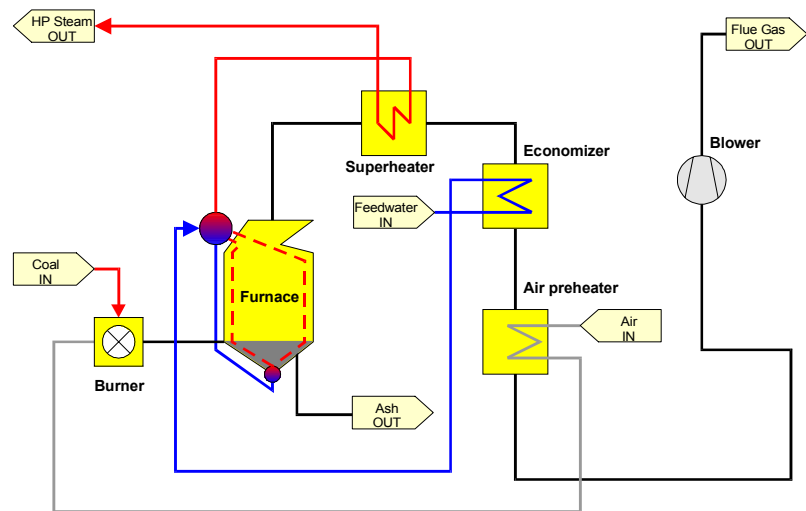 HP Steam
OUT
Flue Gas
OUT
Superheater
Economizer
Blower
Feedwater
IN
Coal
IN
Furnace
Air preheater
Air
IN
Burner
Ash
OUT